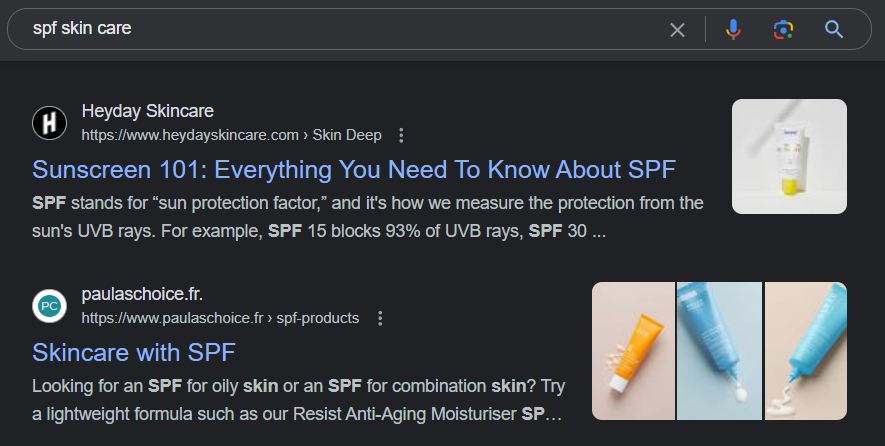 spf skin care
Heyday Skincare
https://www.heydayskincare.com › Skin Deep
Sunscreen 101: Everything You Need To Know About SPF
SPF stands for “sun protection factor,” and it's how we measure the protection from the
sun's UVB rays. For example, SPF 15 blocks 93% of UVB rays, SPF 30 ...
PC
paulaschoice.fr.
https://www.paulaschoice.fr › spf-products
Skincare with SPF
Looking for an SPF for oily skin or an SPF for combination skin? Try
a lightweight formula such as our Resist Anti-Aging Moisturiser SP…